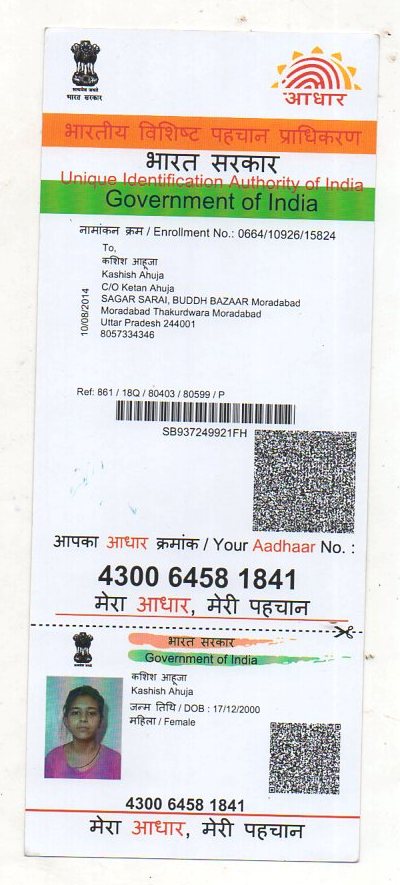 सत्यमेव जयते
भारत सरकार
आधार
भारतीय विशिष्ट पहचान प्राधिकरण
भारत सरकार
Unique Identification Authority of India
Government of India
नामांकन क्रम / Enrollment No.: 0664/10926/15824
To,
कशिश आहूजा
Kashish Ahuja
C/O Ketan Ahuja
SAGAR SARAI, BUDDH BAZAAR Moradabad
Moradabad Thakurdwara Moradabad
Uttar Pradesh 244001
8057334346
10/08/2014
Ref: 861 / 18Q / 80403 / 80599 / P
SB937249921FH
आपका आधार क्रमांक / Your Aadhaar No. :
4300 6458 1841
मेरा आधार, मेरी पहचान
भारत सरकार
Government of India
कशिश आहूजा
Kashish Ahuja
जन्म तिथि / DOB : 17/12/2000
महिला / Female
4300 6458 1841
मेरा आधार, मेरी पहचान